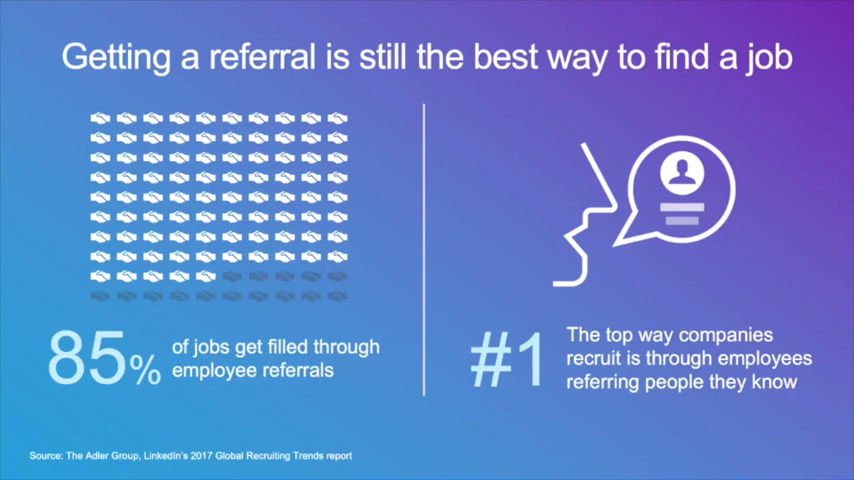 Getting a referral is still the best way to find a job
85%
of jobs get filled through
employee referrals
#1
The top way companies
recruit is through employees
referring people they know
Source: The Adler Group, LinkedIn's 2017 Global Recruiting Trends report